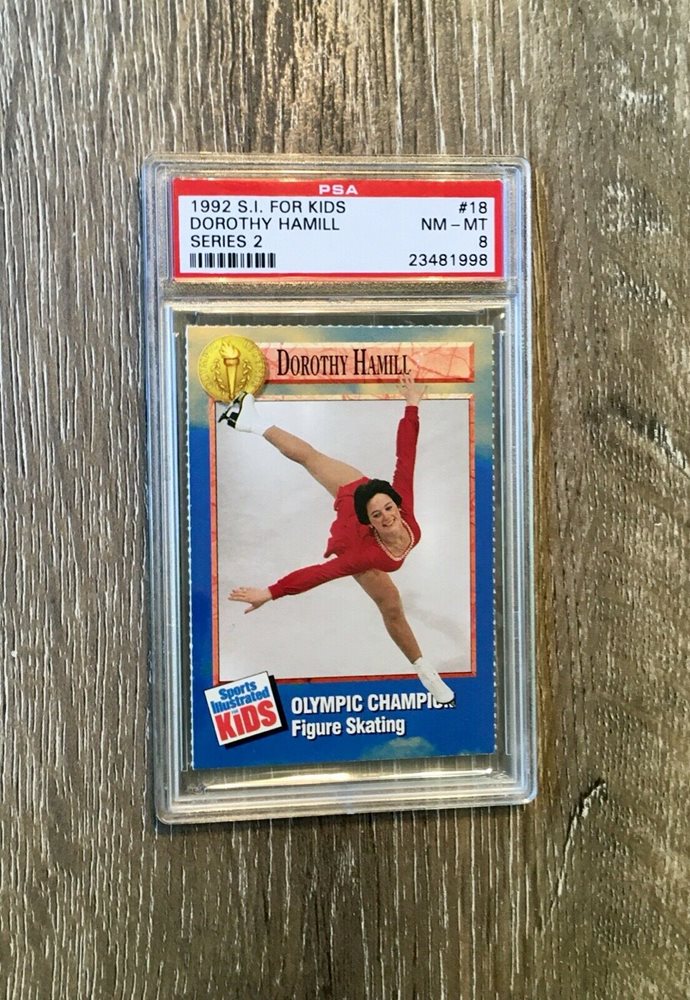 PSA
1992 S.I. FOR KIDS #18
DOROTHY HAMILL NM - MT
SERIES 2 8
23481998
DOROTHY HAMILL
Sports
Illustrated
FOR
KIDS
OLYMPIC CHAMPION
Figure Skating